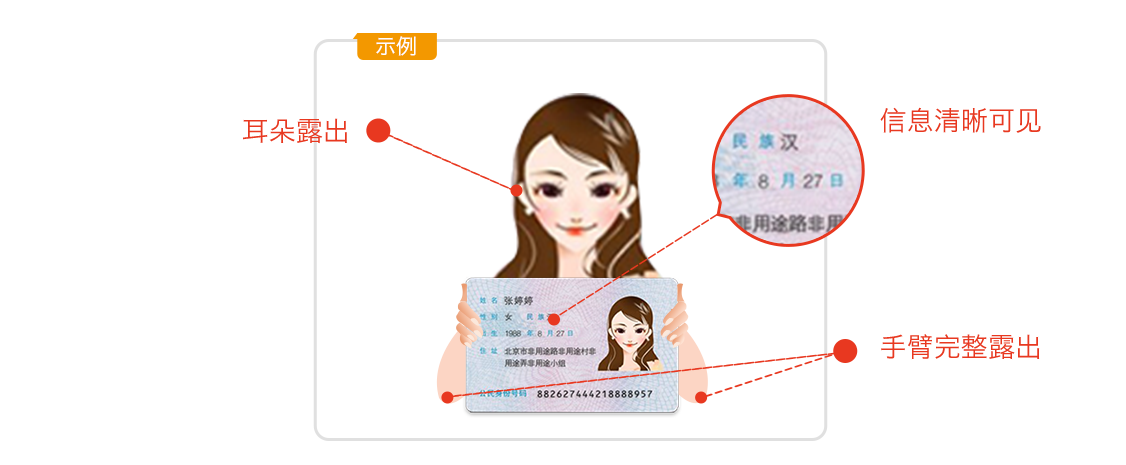 示例
耳朵露出
信息清晰可见
民 族 汉
年 8 月 27 日
非用途路非用
姓 名 张婷婷
性 别 女 民 族
生 1988 年 8 月 27 日
住 址 北京市非用途路非用途村非
用途弄非用途小组
公民身份号码 882627444218888957
手臂完整露出